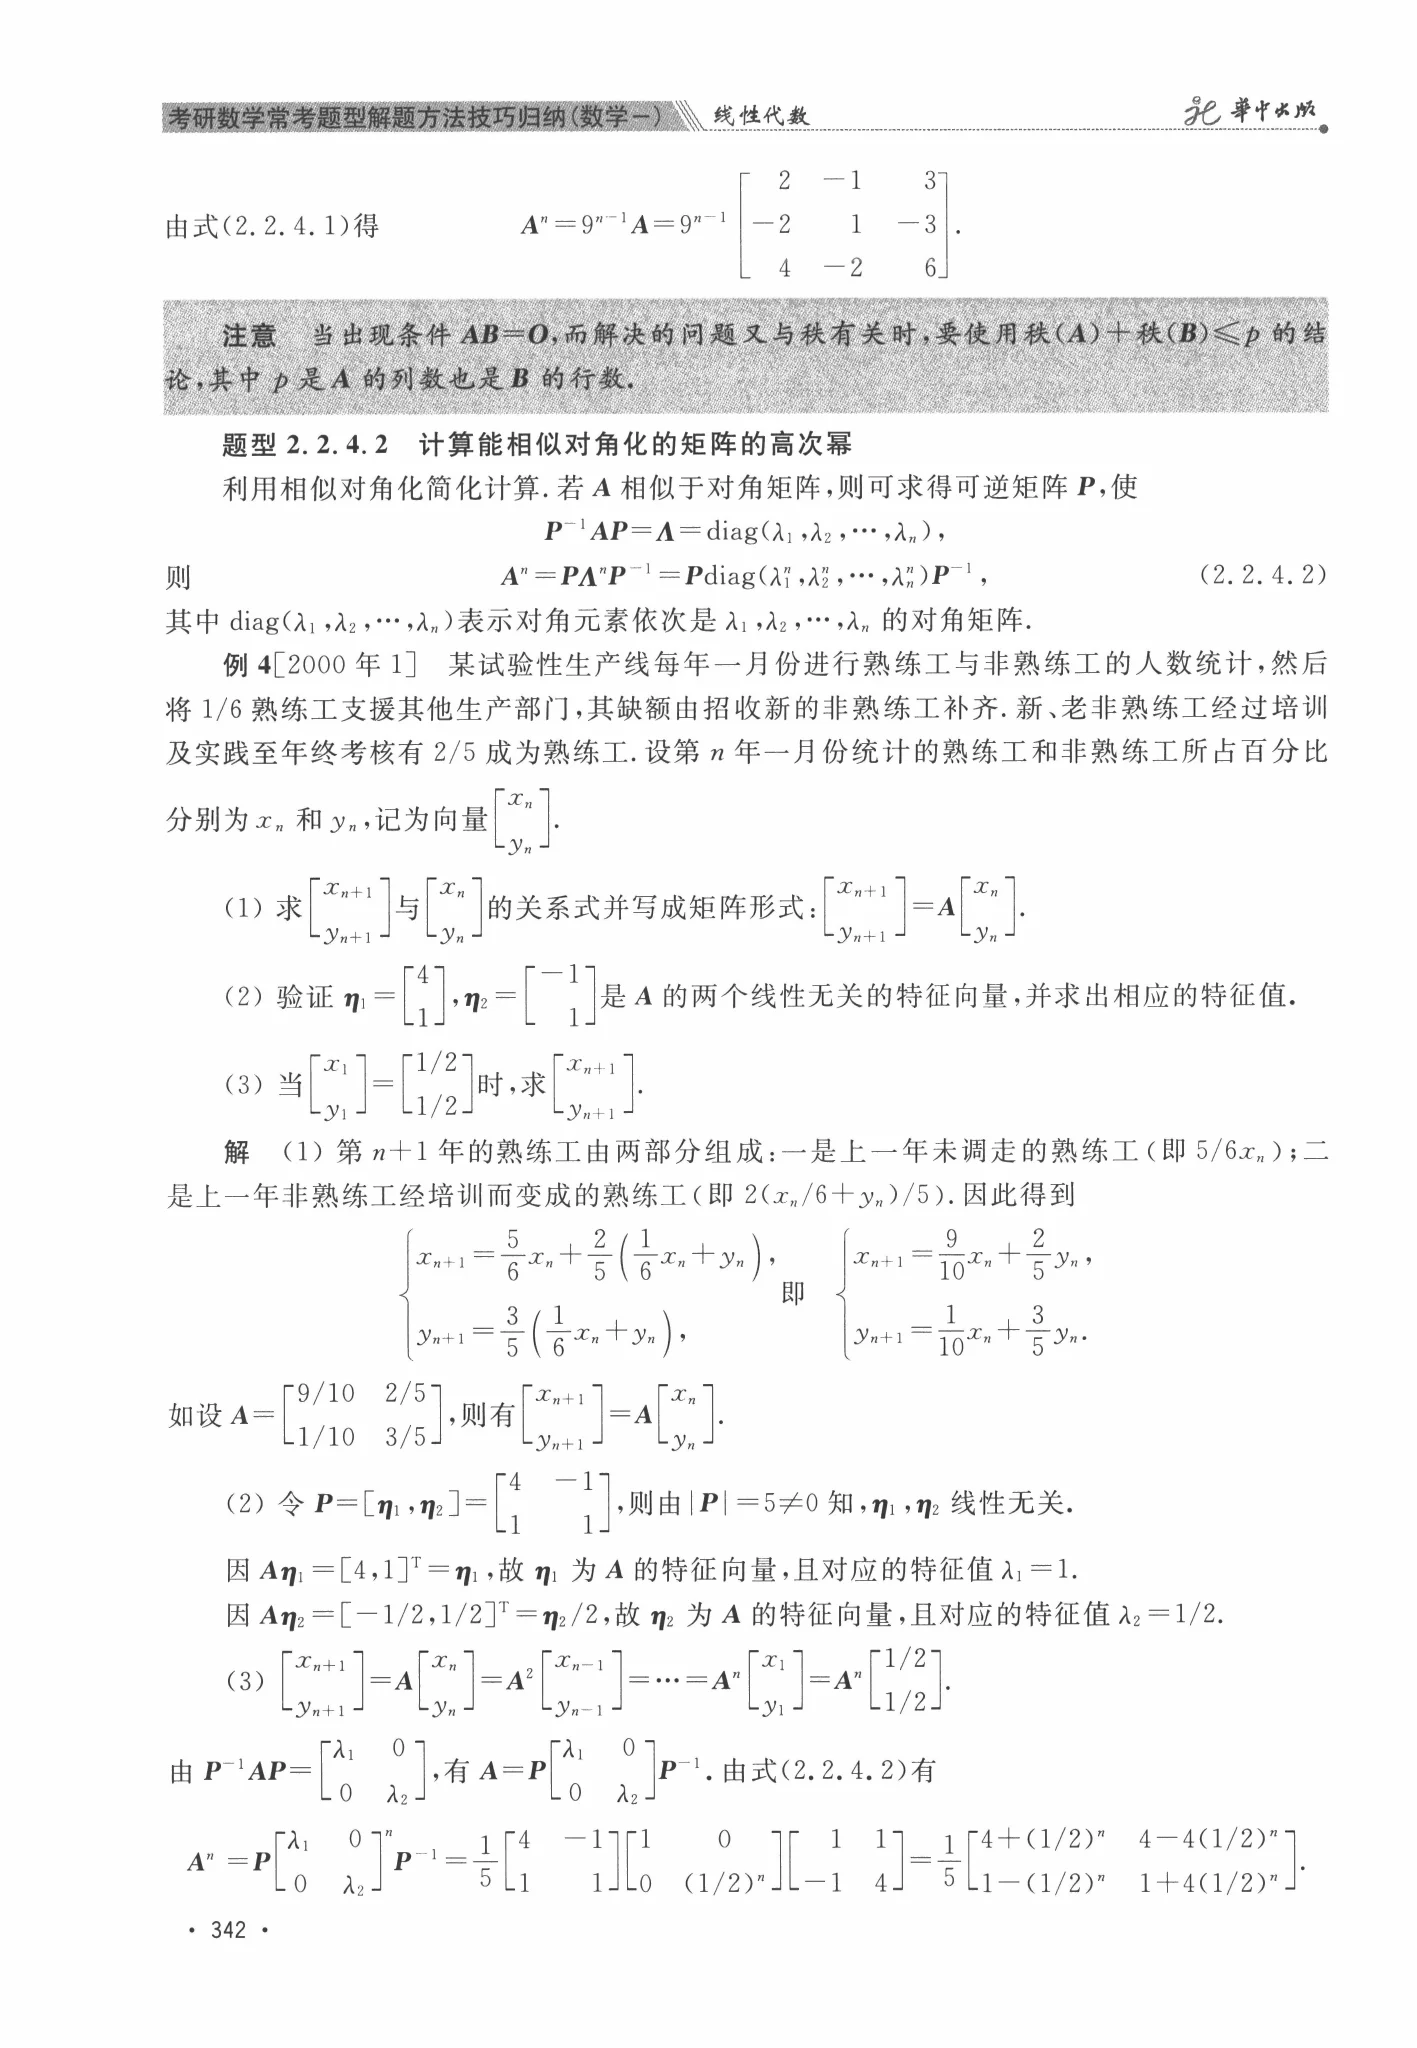 考研数学常考题型解题方法技巧归纳(数学一) 线性代数 华中出版
由式(2.2.4.1)得 $A^n=9^{n-1}A=9^{n-1}\begin{bmatrix}2&-1&3\\-2&1&-3\\4&-2&6\end{bmatrix}$.
注意 当出现条件 AB=O,而解决的问题又与秩有关时,要使用秩(A)+秩(B)≤p 的结
论,其中 p 是 A 的列数也是 B 的行数.
题型 2.2.4.2 计算能相似对角化的矩阵的高次幂
利用相似对角化简化计算.若 A 相似于对角矩阵,则可求得可逆矩阵 P,使
$P^{-1}AP=\Lambda=\mathrm{diag}(\lambda_1,\lambda_2,\cdots,\lambda_n)$,
则 $A^n=P\Lambda^nP^{-1}=P\mathrm{diag}(\lambda_1^n,\lambda_2^n,\cdots,\lambda_n^n)P^{-1}$, (2.2.4.2)
其中 $\mathrm{diag}(\lambda_1,\lambda_2,\cdots,\lambda_n)$表示对角元素依次是 $\lambda_1,\lambda_2,\cdots,\lambda_n$ 的对角矩阵.
例 4[2000 年 1] 某试验性生产线每年一月份进行熟练工与非熟练工的人数统计,然后
将 1/6 熟练工支援其他生产部门,其缺额由招收新的非熟练工补齐.新、老非熟练工经过培训
及实践至年终考核有 2/5 成为熟练工.设第 n 年一月份统计的熟练工和非熟练工所占百分比
分别为 $x_n$ 和 $y_n$,记为向量$\begin{bmatrix}x_n\\y_n\end{bmatrix}$.
(1) 求$\begin{bmatrix}x_{n+1}\\y_{n+1}\end{bmatrix}$与$\begin{bmatrix}x_n\\y_n\end{bmatrix}$的关系式并写成矩阵形式:$\begin{bmatrix}x_{n+1}\\y_{n+1}\end{bmatrix}=A\begin{bmatrix}x_n\\y_n\end{bmatrix}$.
(2) 验证 $\eta_1=\begin{bmatrix}4\\1\end{bmatrix},\eta_2=\begin{bmatrix}-1\\1\end{bmatrix}$是 A 的两个线性无关的特征向量,并求出相应的特征值.
(3) 当$\begin{bmatrix}x_1\\y_1\end{bmatrix}=\begin{bmatrix}1/2\\1/2\end{bmatrix}$时,求$\begin{bmatrix}x_{n+1}\\y_{n+1}\end{bmatrix}$.
解 (1) 第 n+1 年的熟练工由两部分组成:一是上一年未调走的熟练工(即 $5/6x_n$);二
是上一年非熟练工经培训而变成的熟练工(即 $2(x_n/6+y_n)/5$).因此得到
$\begin{cases}x_{n+1}=\frac{5}{6}x_n+\frac{2}{5}\left(\frac{1}{6}x_n+y_n\right),\\y_{n+1}=\frac{3}{5}\left(\frac{1}{6}x_n+y_n\right),\end{cases}$ 即 $\begin{cases}x_{n+1}=\frac{9}{10}x_n+\frac{2}{5}y_n,\\y_{n+1}=\frac{1}{10}x_n+\frac{3}{5}y_n.\end{cases}$
如设 $A=\begin{bmatrix}9/10&2/5\\1/10&3/5\end{bmatrix}$,则有$\begin{bmatrix}x_{n+1}\\y_{n+1}\end{bmatrix}=A\begin{bmatrix}x_n\\y_n\end{bmatrix}$.
(2) 令 $P=[\eta_1,\eta_2]=\begin{bmatrix}4&-1\\1&1\end{bmatrix}$,则由$|P|=5\neq0$ 知,$\eta_1,\eta_2$ 线性无关.
因 $A\eta_1=[4,1]^T=\eta_1$,故 $\eta_1$ 为 A 的特征向量,且对应的特征值 $\lambda_1=1$.
因 $A\eta_2=[-1/2,1/2]^T=\eta_2/2$,故 $\eta_2$ 为 A 的特征向量,且对应的特征值 $\lambda_2=1/2$.
(3) $\begin{bmatrix}x_{n+1}\\y_{n+1}\end{bmatrix}=A\begin{bmatrix}x_n\\y_n\end{bmatrix}=A^2\begin{bmatrix}x_{n-1}\\y_{n-1}\end{bmatrix}=\cdots=A^n\begin{bmatrix}x_1\\y_1\end{bmatrix}=A^n\begin{bmatrix}1/2\\1/2\end{bmatrix}$.
由 $P^{-1}AP=\begin{bmatrix}\lambda_1&0\\0&\lambda_2\end{bmatrix}$,有 $A=P\begin{bmatrix}\lambda_1&0\\0&\lambda_2\end{bmatrix}P^{-1}$.由式(2.2.4.2)有
$A^n=P\begin{bmatrix}\lambda_1&0\\0&\lambda_2\end{bmatrix}^nP^{-1}=\frac{1}{5}\begin{bmatrix}4&-1\\1&1\end{bmatrix}\begin{bmatrix}1&0\\0&(1/2)^n\end{bmatrix}\begin{bmatrix}1&1\\-1&4\end{bmatrix}=\frac{1}{5}\begin{bmatrix}4+(1/2)^n&4-4(1/2)^n\\1-(1/2)^n&1+4(1/2)^n\end{bmatrix}$.
· 342 ·